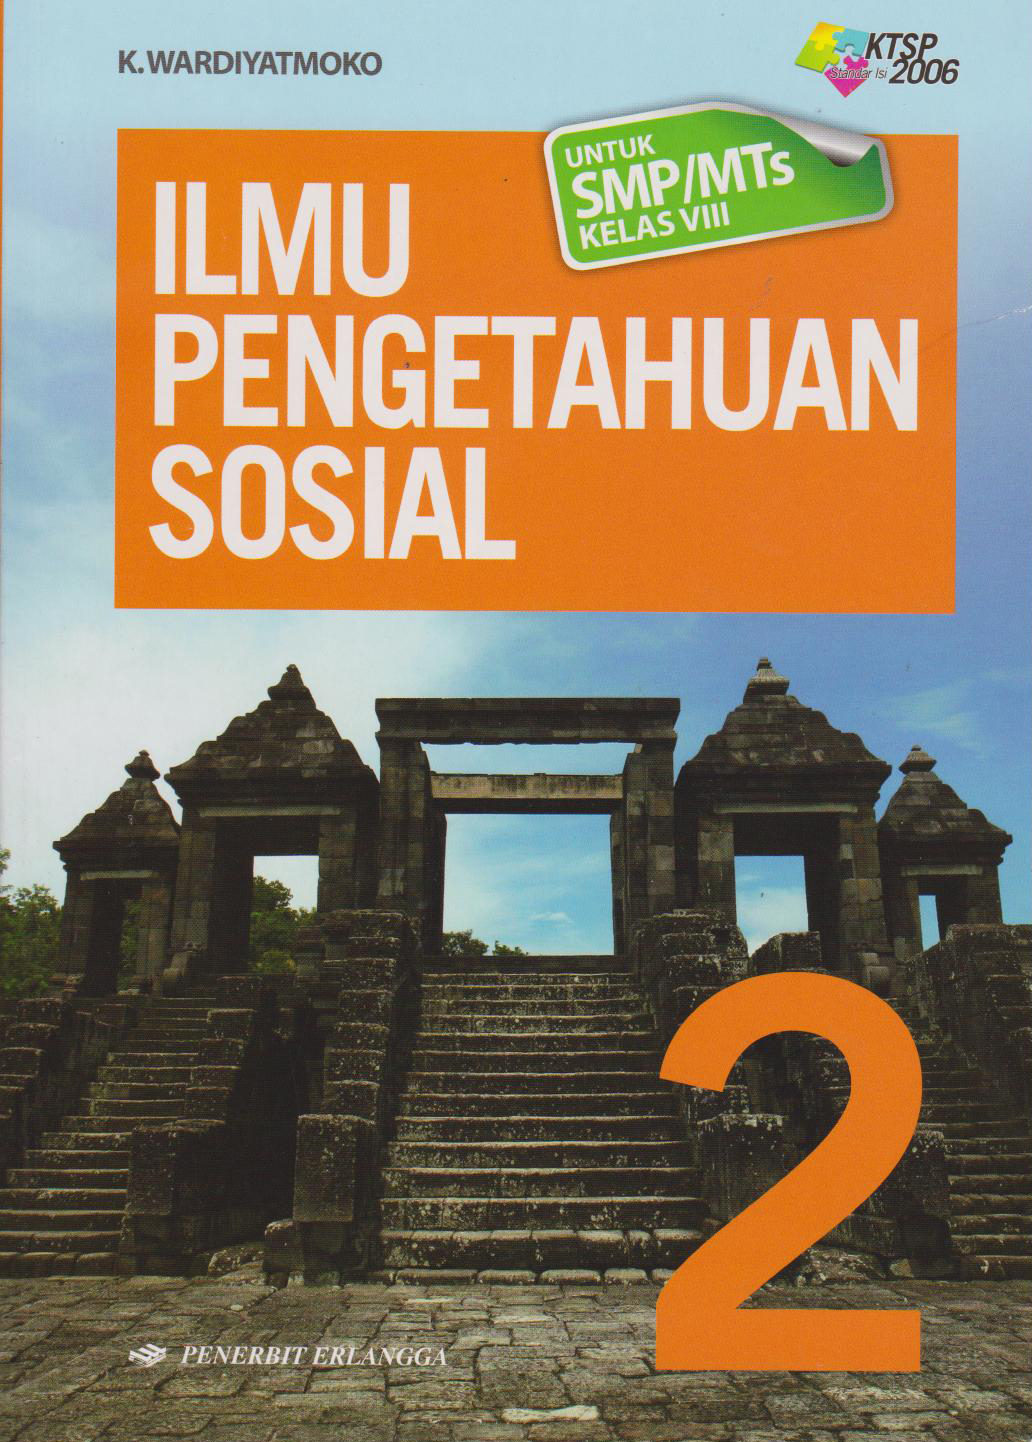 K. WARDIYATMOKO
KTSP
Standar Isi 2006
UNTUK
SMP/MTs
KELAS VIII
ILMU
PENGETAHUAN
SOSIAL
2
PENERBIT ERLANGGA